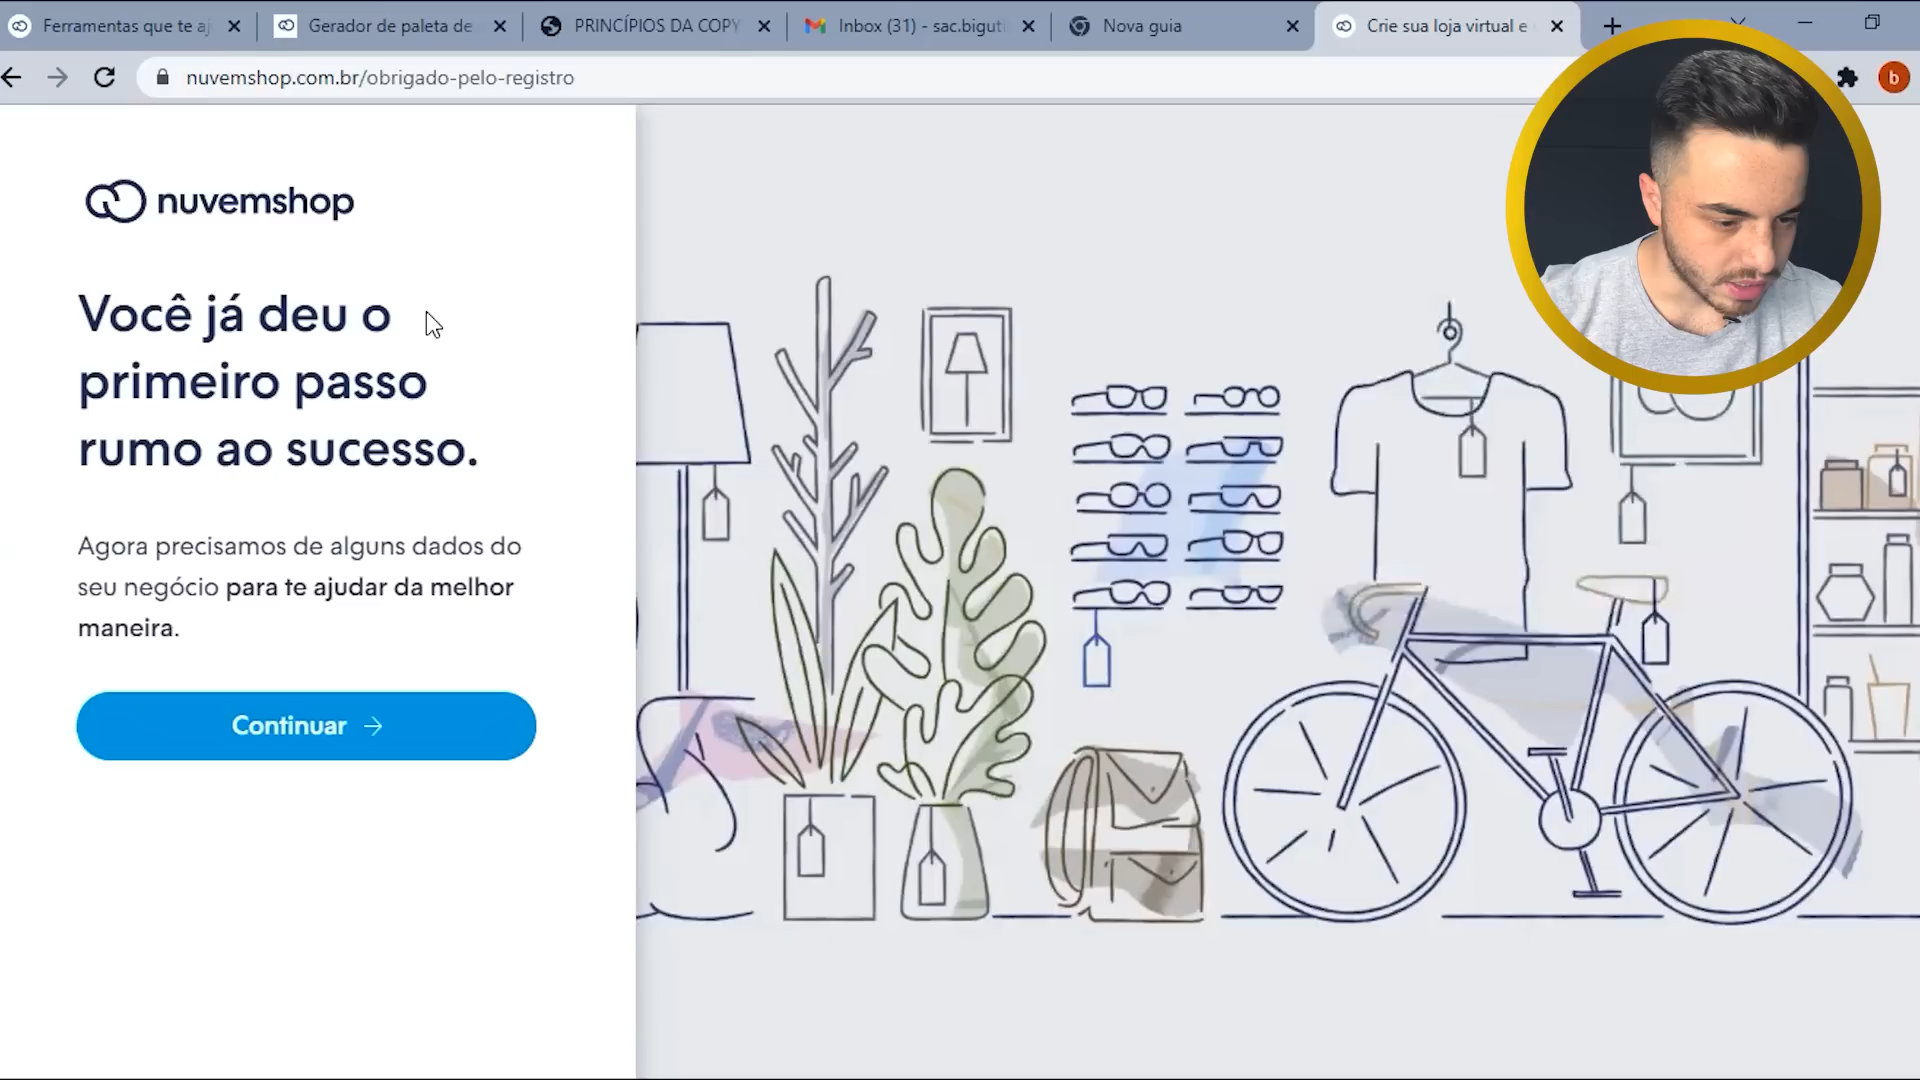 Ferramentas que te aj
Gerador de paleta de
PRINCÍPIOS DA COPY
Inbox (31) - sac.biguti
Nova guia
Crie sua loja virtual e
nuvemshop.com.br/obrigado-pelo-registro
b
nuvemshop
Você já deu o
primeiro passo
rumo ao sucesso.
Agora precisamos de alguns dados do
seu negócio para te ajudar da melhor
maneira.
Continuar →